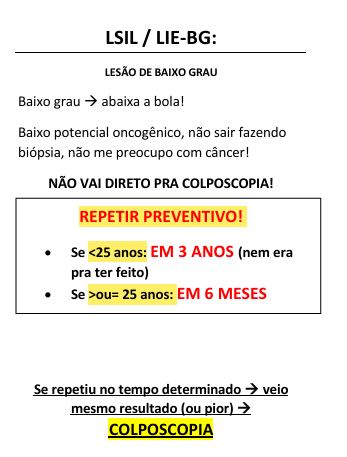 LSIL / LIE-BG:
LESÃO DE BAIXO GRAU
Baixo grau → abaixa a bola!
Baixo potencial oncogênico, não sair fazendo
biópsia, não me preocupo com câncer!
NÃO VAI DIRETO PRA COLPOSCOPIA!
REPETIR PREVENTIVO!
• Se <25 anos: EM 3 ANOS (nem era
pra ter feito)
• Se >ou= 25 anos: EM 6 MESES
Se repetiu no tempo determinado → veio
mesmo resultado (ou pior) →
COLPOSCOPIA